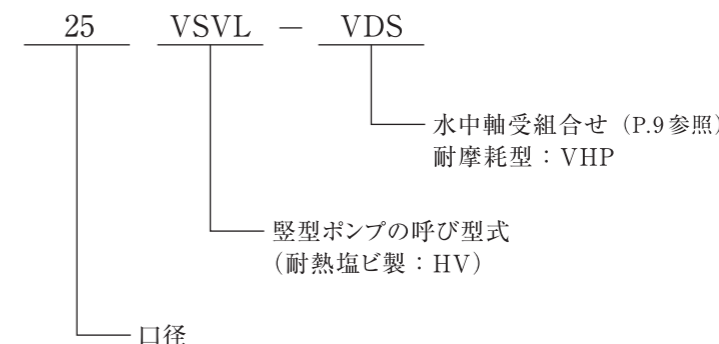 25 VSVL － VDS
水中軸受組合せ（P.9参照）
耐摩耗型：VHP
竪型ポンプの呼び型式
（耐熱塩ビ製：HV）
口径